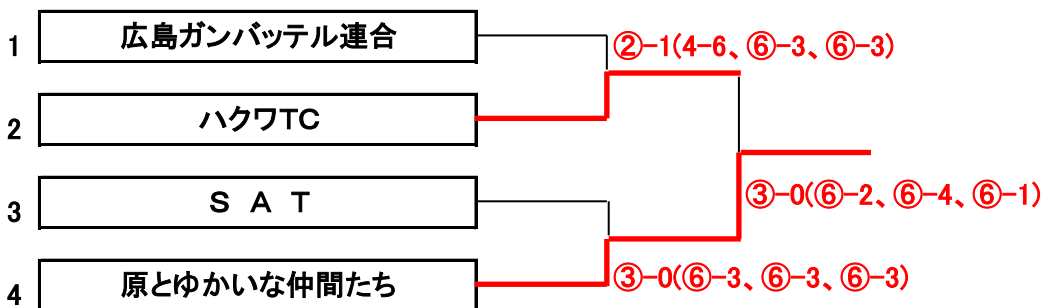 1 広島ガンバッテル連合
②-1(4-6、⑥-3、⑥-3)
2 ハクワTC
③-0(⑥-2、⑥-4、⑥-1)
3 S A T
③-0(⑥-3、⑥-3、⑥-3)
4 原とゆかいな仲間たち